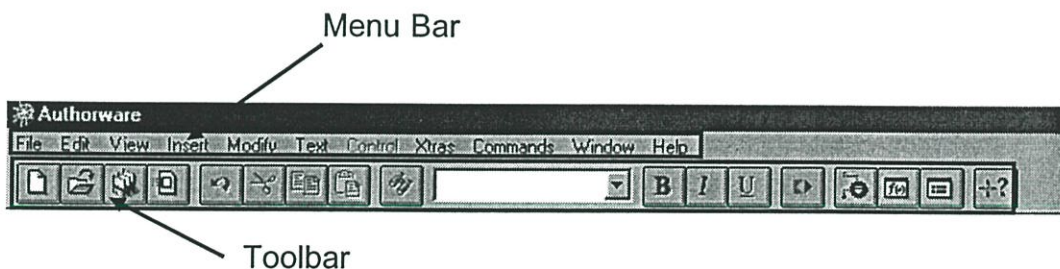 Menu Bar
Authorware
File Edit View Insert Modify Text Control Xtras Commands Window Help
B I U f(x) ?
Toolbar